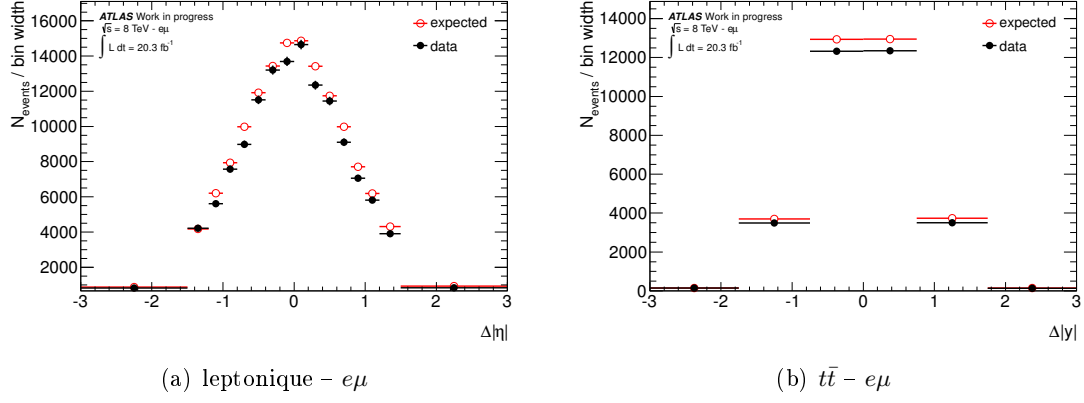 N_events / bin width
16000
14000
12000
10000
8000
6000
4000
2000
ATLAS Work in progress
√s = 8 TeV - eμ
∫ L dt = 20.3 fb⁻¹
expected
data
-3 -2 -1 0 1 2 3
Δ|η|
(a) leptonique – eμ
N_events / bin width
14000
12000
10000
8000
6000
4000
2000
0
ATLAS Work in progress
√s = 8 TeV - eμ
∫ L dt = 20.3 fb⁻¹
expected
data
-3 -2 -1 0 1 2 3
Δ|y|
(b) tt̄ – eμ